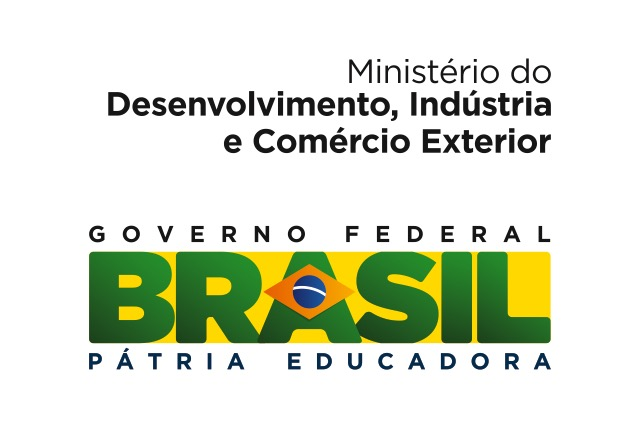 Ministério do
Desenvolvimento, Indústria
e Comércio Exterior
GOVERNO FEDERAL
BRASIL
PÁTRIA EDUCADORA